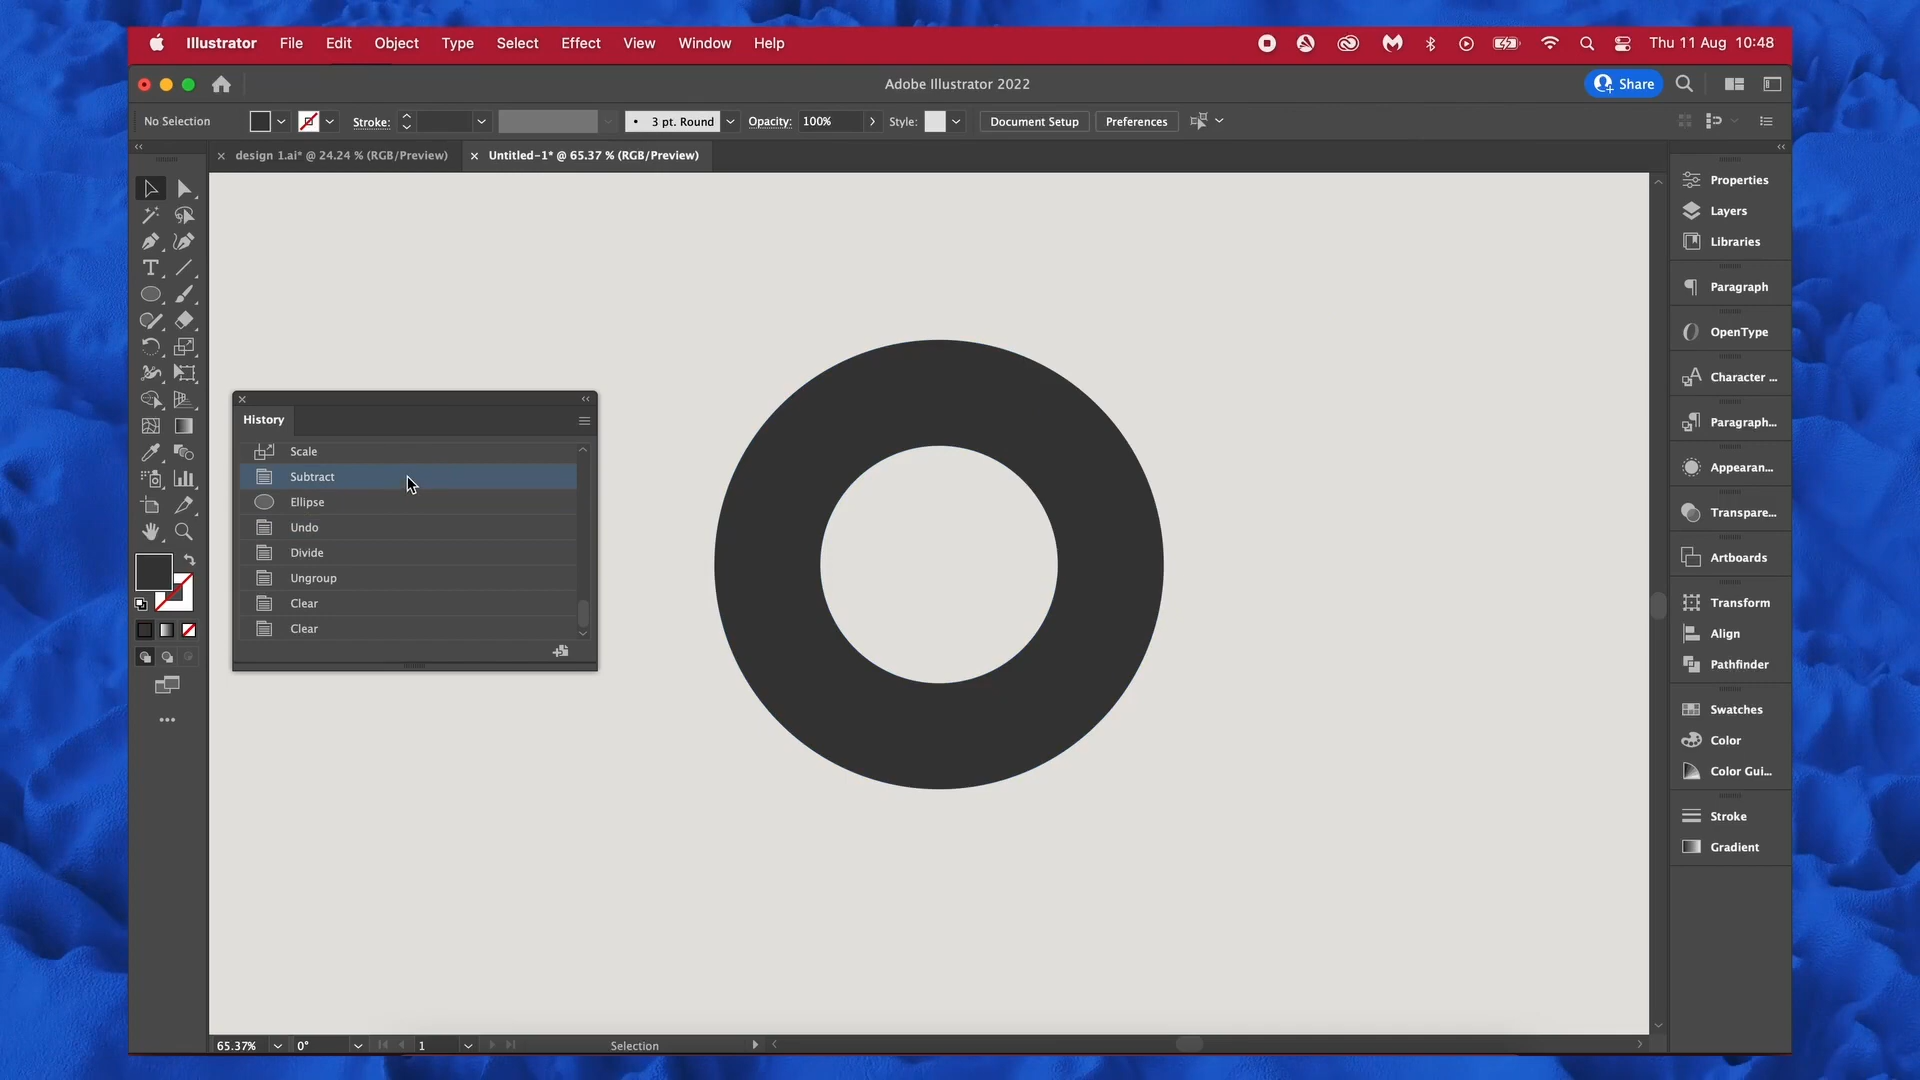 Illustrator File Edit Object Type Select Effect View Window Help Thu 11 Aug 10:48
Adobe Illustrator 2022
Share
No Selection Stroke: 3 pt. Round Opacity: 100% Style: Document Setup Preferences
design 1.ai* @ 24.24 % (RGB/Preview) Untitled-1* @ 65.37 % (RGB/Preview)
History
Scale
Subtract
Ellipse
Undo
Divide
Ungroup
Clear
Clear
Properties
Layers
Libraries
Paragraph
OpenType
Character ...
Paragraph...
Appearan...
Transpare...
Artboards
Transform
Align
Pathfinder
Swatches
Color
Color Gui...
Stroke
Gradient
65.37% 0° 1 Selection